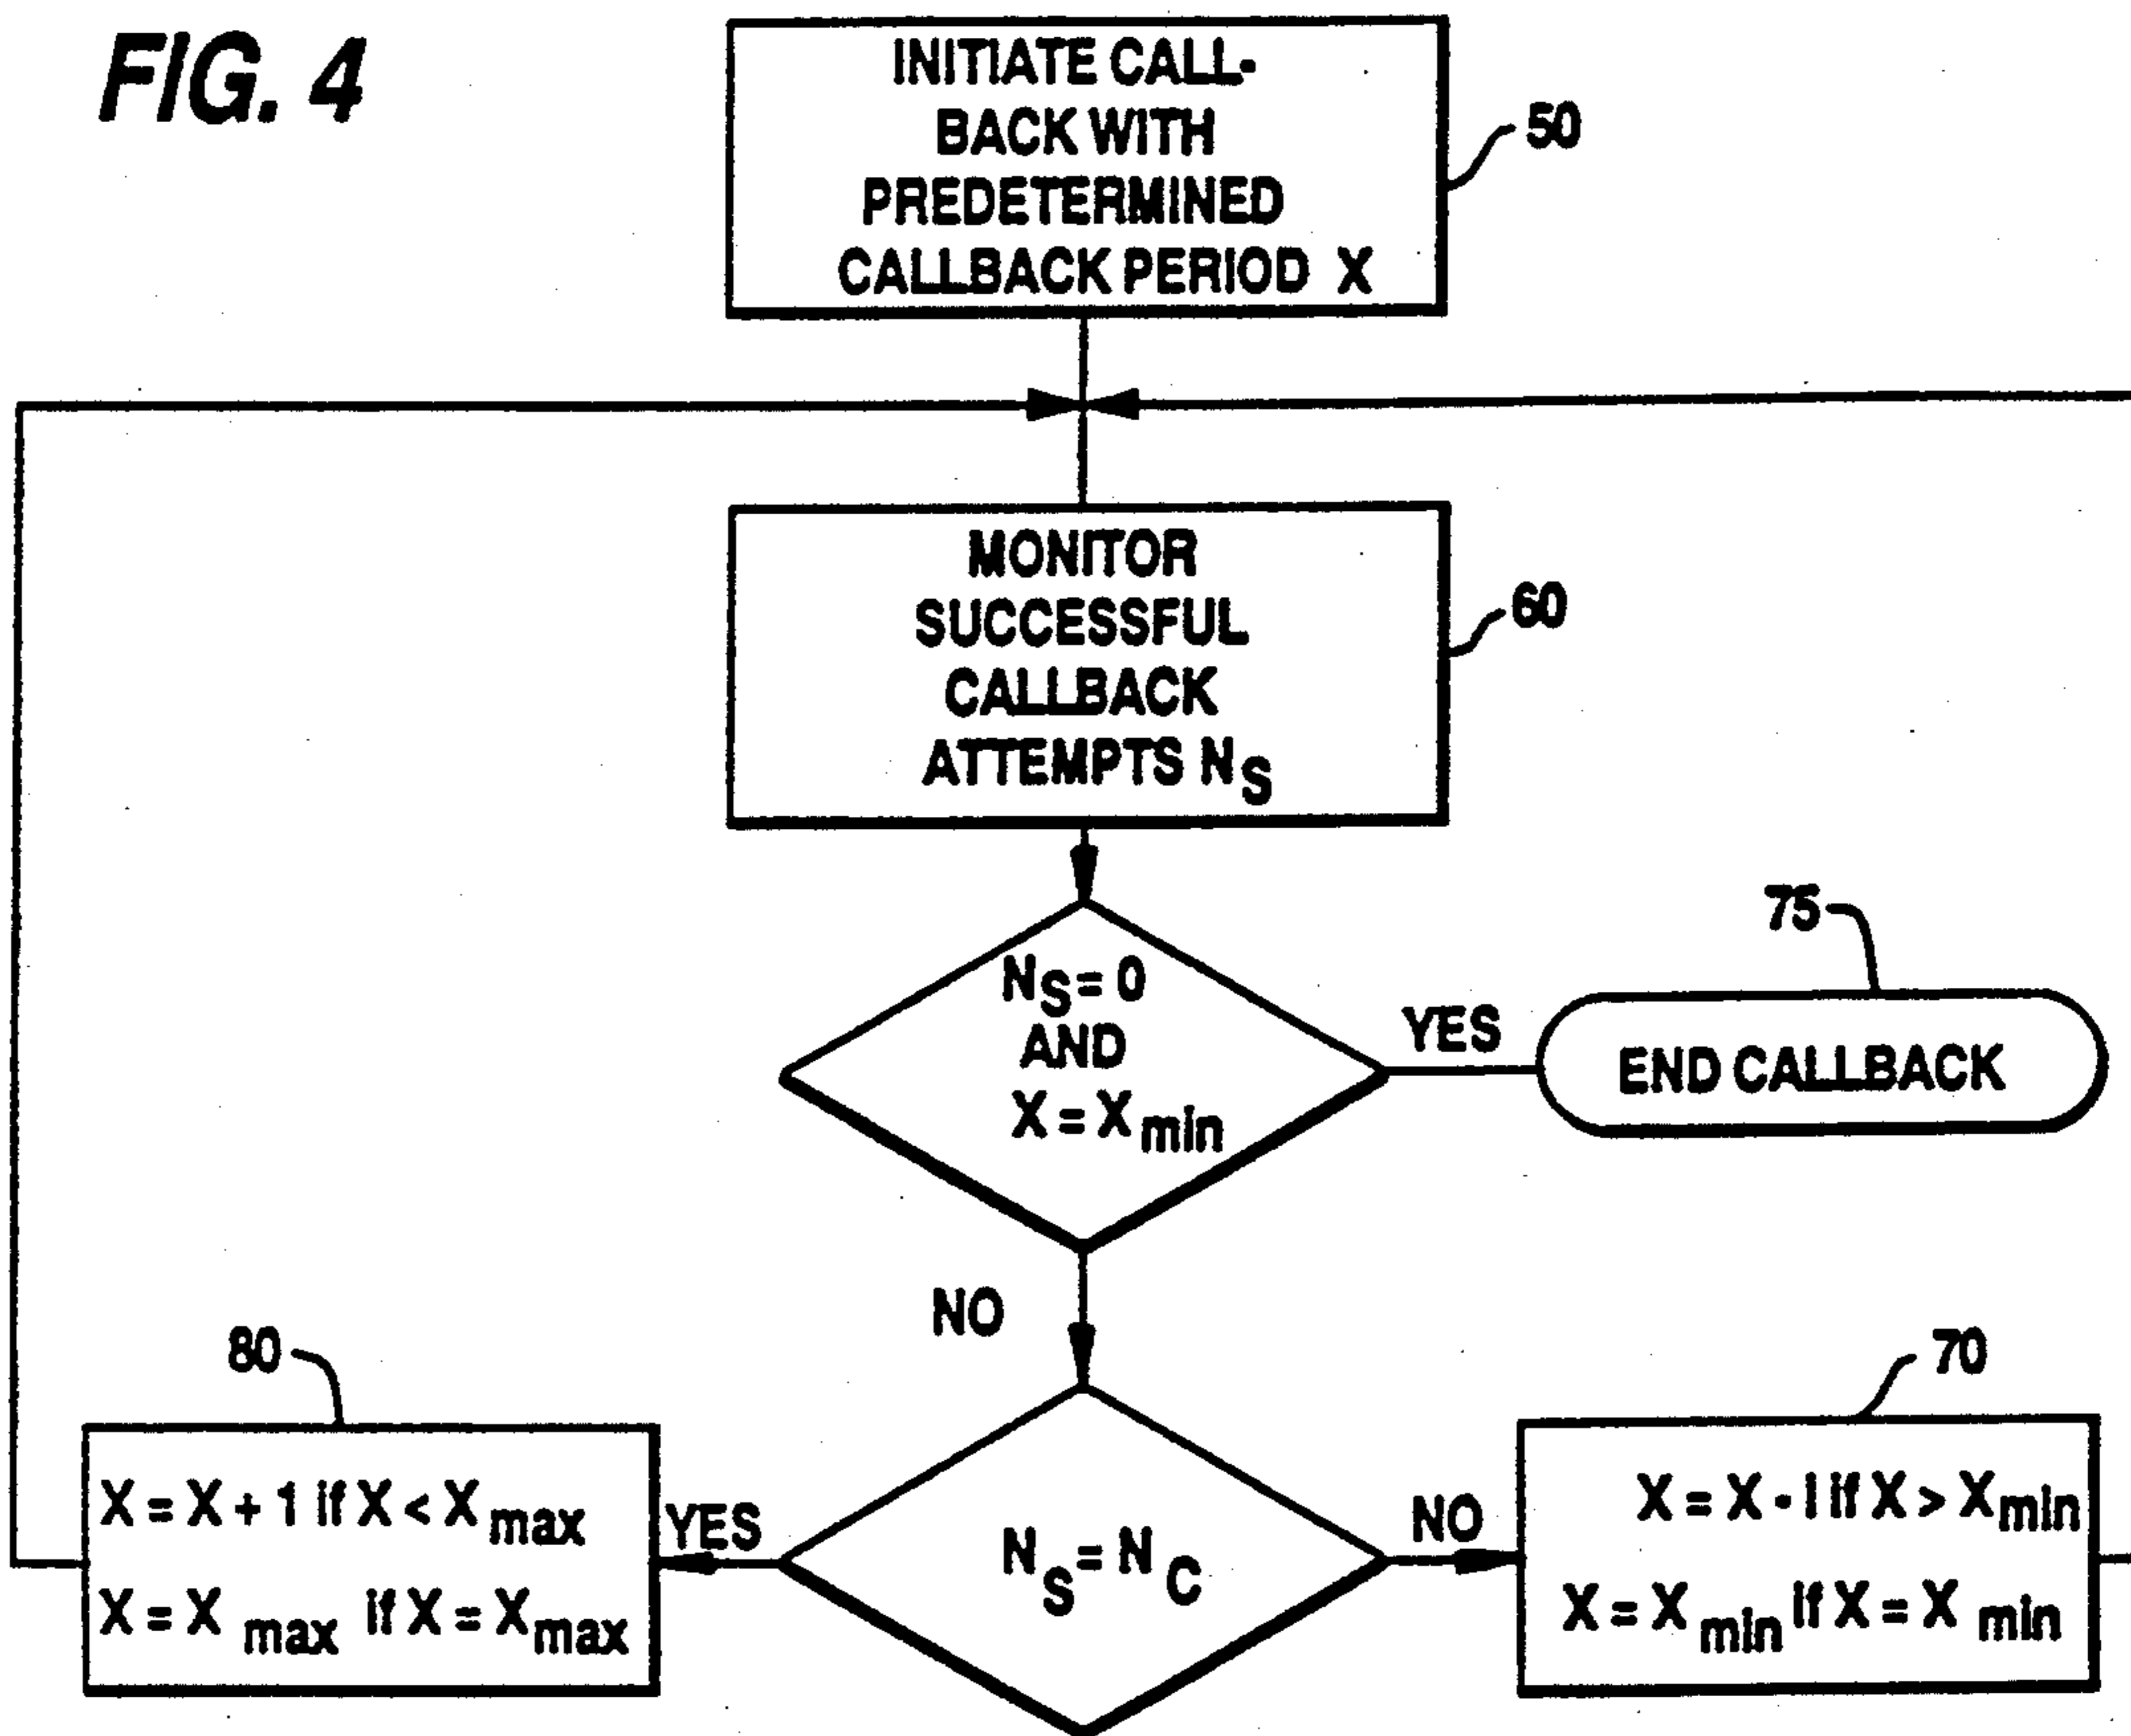 FIG. 4
INITIATE CALL-
BACK WITH
PREDETERMINED
CALLBACK PERIOD X
50
MONITOR
SUCCESSFUL
CALLBACK
ATTEMPTS NS
60
NS = 0
AND
X = Xmin
YES
75
END CALLBACK
NO
80
X = X + 1 if X < Xmax
X = Xmax if X = Xmax
YES
NS = NC
NO
70
X = X - 1 if X > Xmin
X = Xmin if X = Xmin